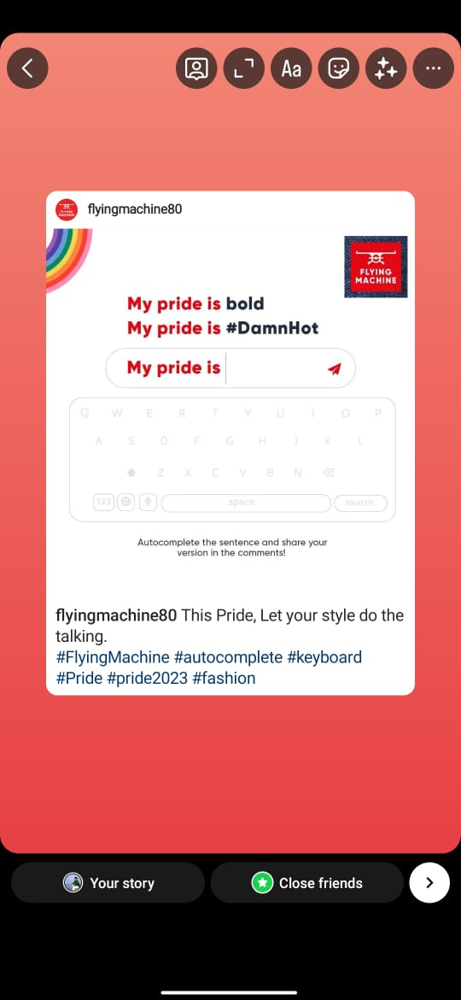 Aa
flyingmachine80
FLYING
MACHINE
My pride is bold
My pride is #DamnHot
My pride is
Q W E R T Y U I O P
A S D F G H J K L
Z X C V B N
123 space search
Autocomplete the sentence and share your
version in the comments!
flyingmachine80 This Pride, Let your style do the
talking.
#FlyingMachine #autocomplete #keyboard
#Pride #pride2023 #fashion
Your story Close friends